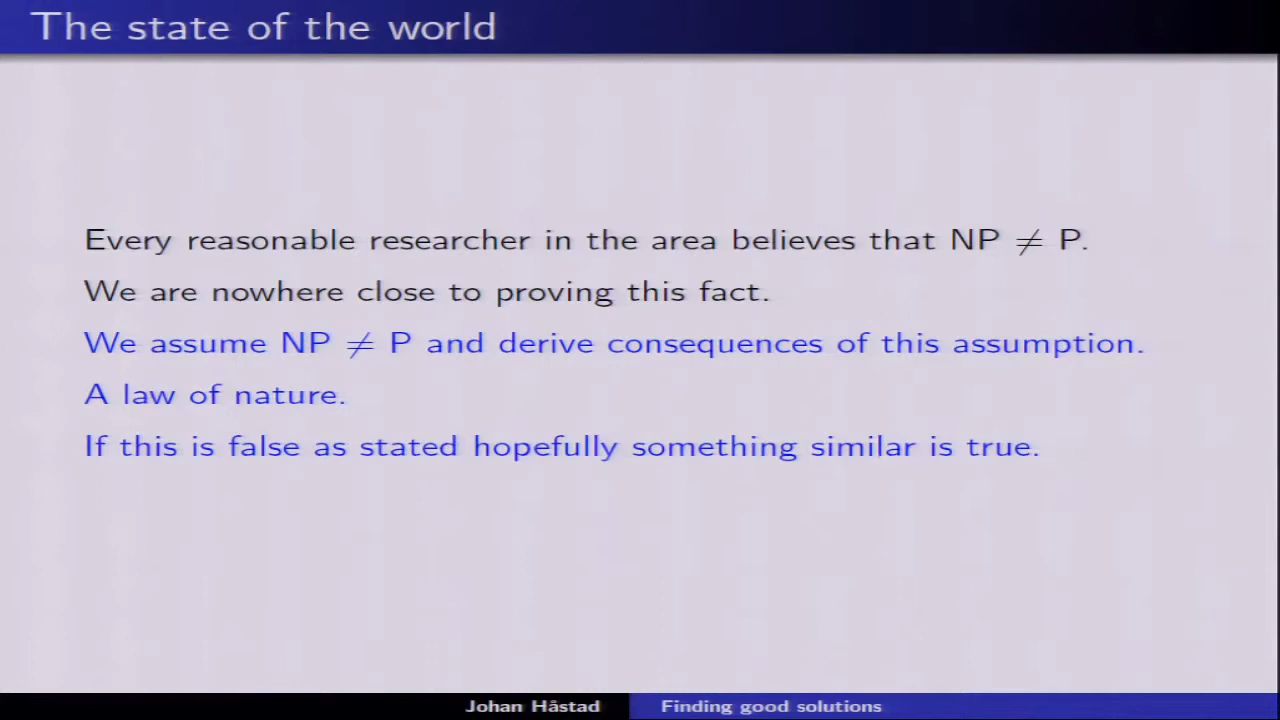 The state of the world
Every reasonable researcher in the area believes that NP ≠ P.
We are nowhere close to proving this fact.
We assume NP ≠ P and derive consequences of this assumption.
A law of nature.
If this is false as stated hopefully something similar is true.
Johan Håstad
Finding good solutions